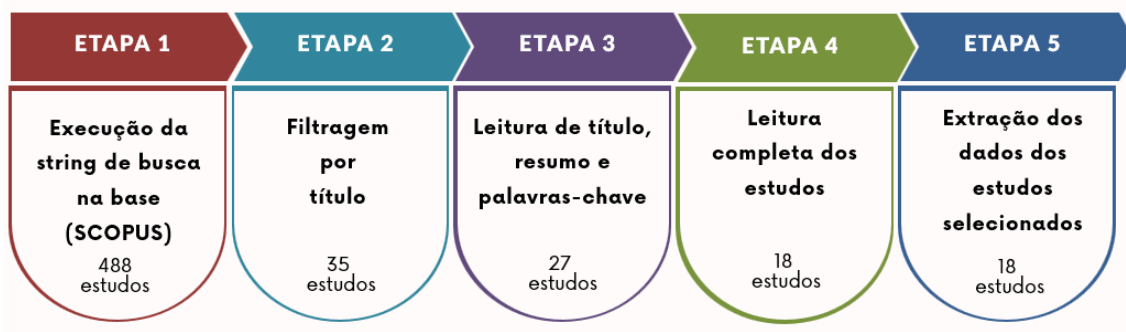 ETAPA 1
Execução da
string de busca
na base
(SCOPUS)
488
estudos
ETAPA 2
Filtragem
por
título
35
estudos
ETAPA 3
Leitura de título,
resumo e
palavras-chave
27
estudos
ETAPA 4
Leitura
completa dos
estudos
18
estudos
ETAPA 5
Extração dos
dados dos
estudos
selecionados
18
estudos